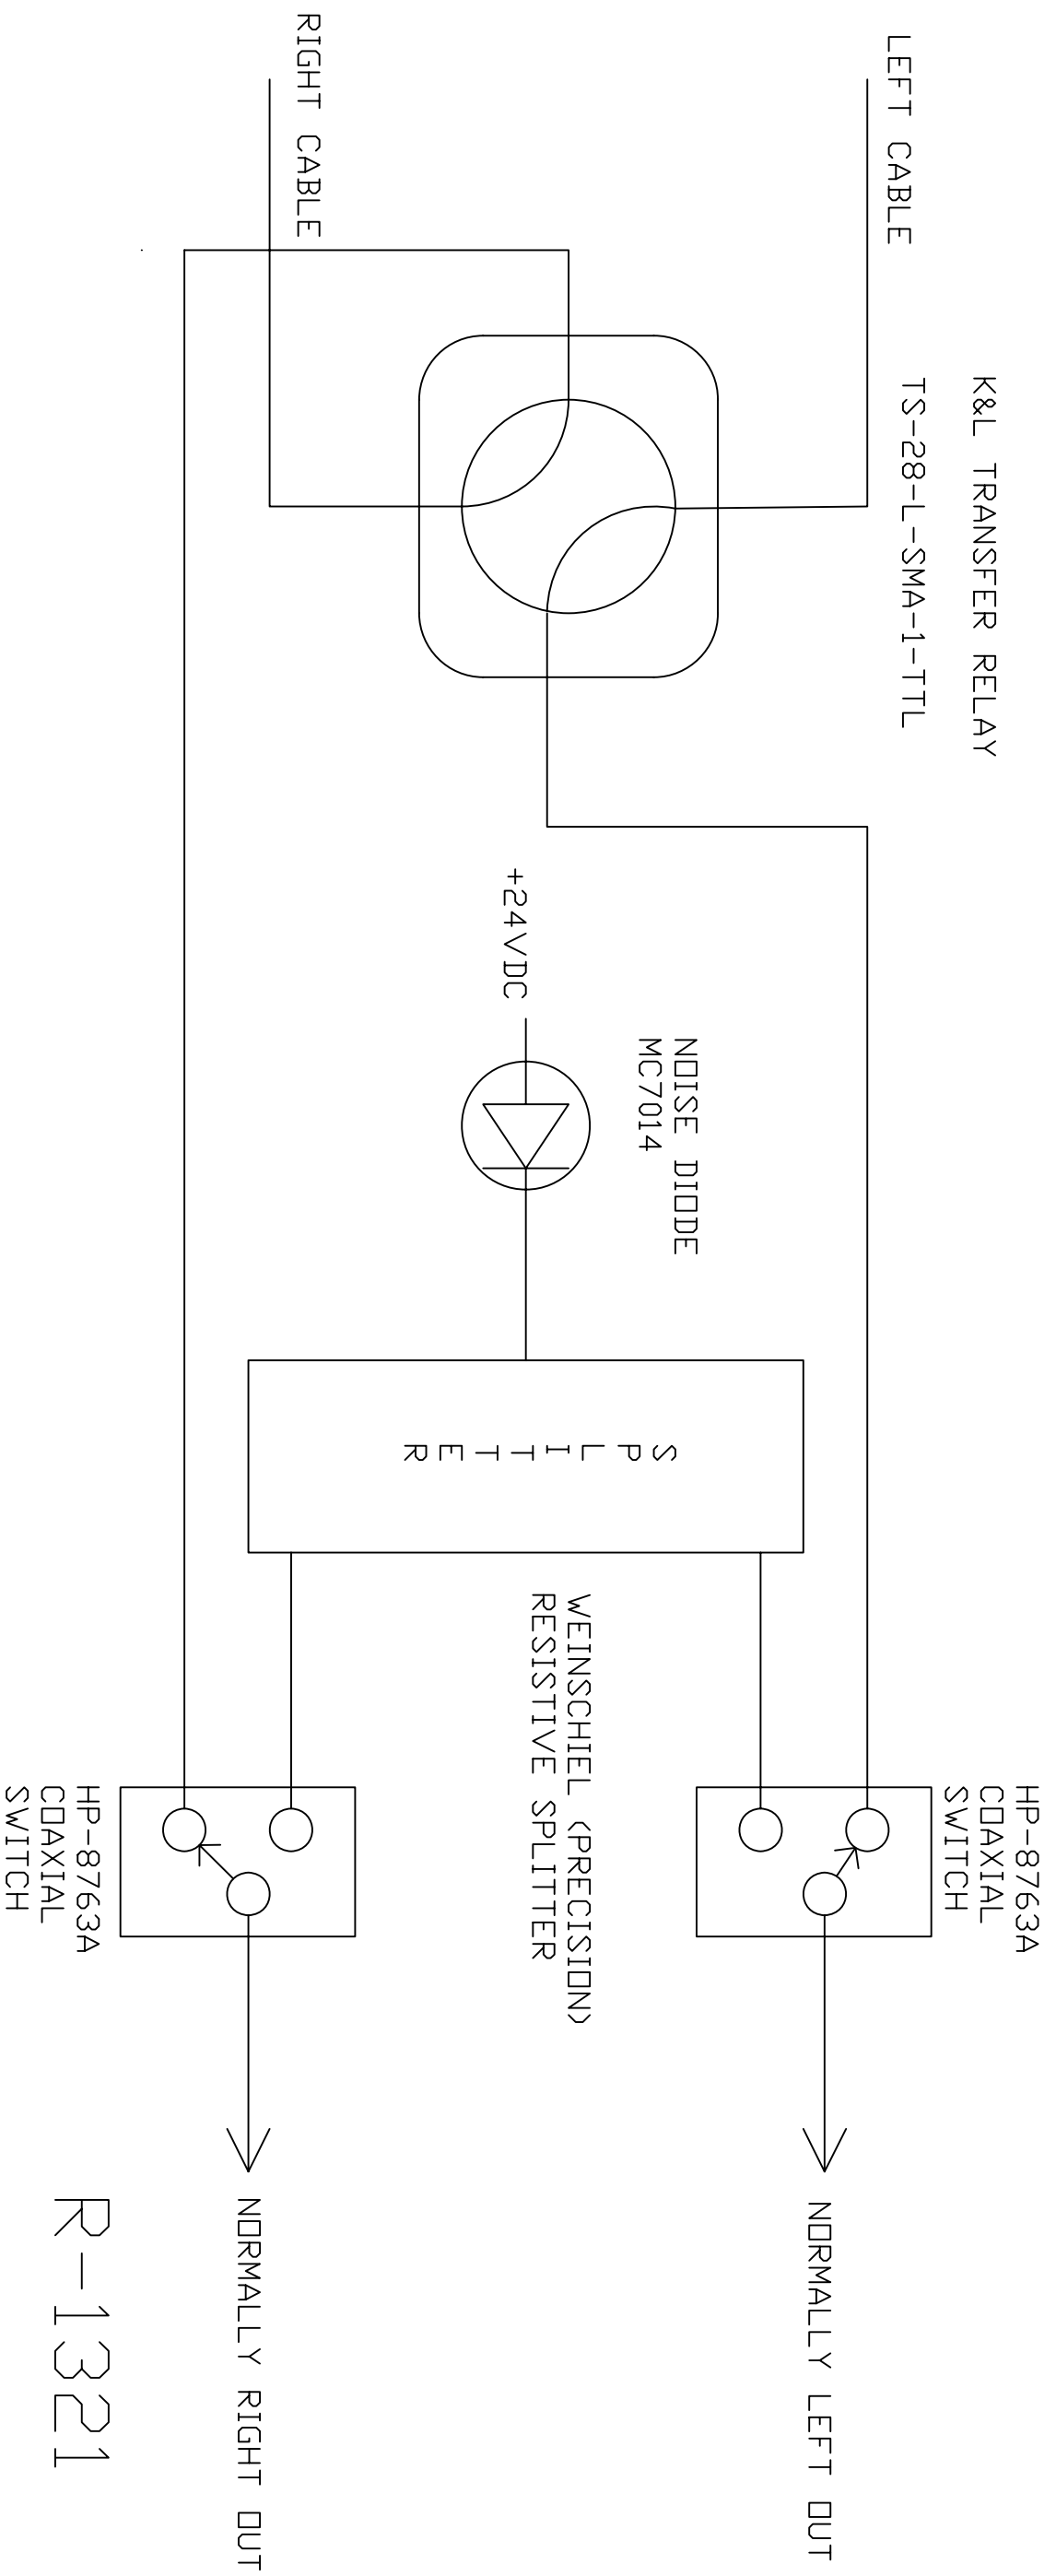 K&L TRANSFER RELAY
TS-28-L-SMA-1-TTL
LEFT CABLE
RIGHT CABLE
+24VDC
NOISE DIODE
MC7014
SPLITTER
WEINSCHIEL (PRECISION)
RESISTIVE SPLITTER
HP-8763A
COAXIAL
SWITCH
NORMALLY LEFT OUT
HP-8763A
COAXIAL
SWITCH
NORMALLY RIGHT OUT
R-1321